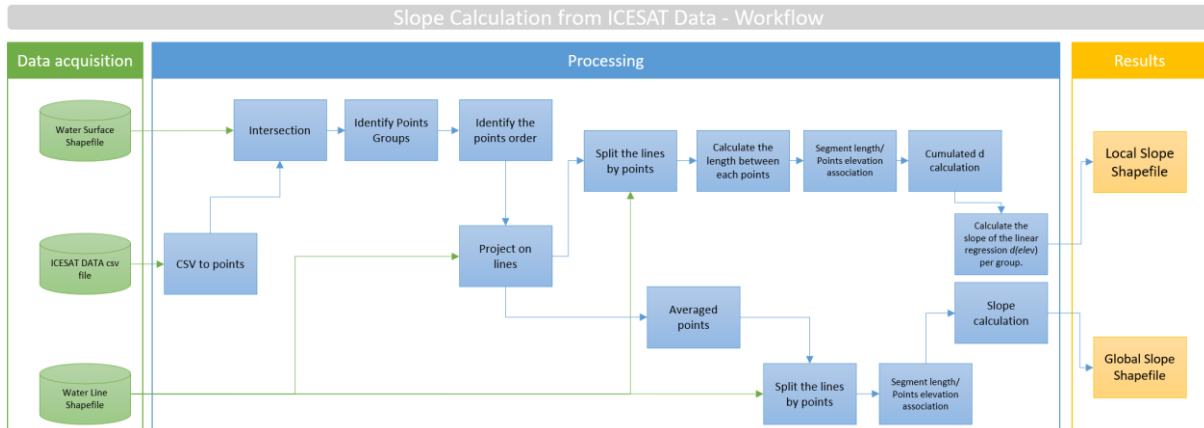 Slope Calculation from ICESAT Data - Workflow
Data acquisition
Processing
Results
Water Surface
Shapefile
Intersection
Identify Points
Groups
Identify the
points order
Split the lines
by points
Calculate the
length between
each points
Segment length/
Points elevation
association
Cumulated d
calculation
Local Slope
Shapefile
ICESAT DATA csv
file
CSV to points
Project on
lines
Calculate the
slope of the linear
regression d(elev)
per group.
Averaged
points
Slope
calculation
Global Slope
Shapefile
Water Line
Shapefile
Split the lines
by points
Segment length/
Points elevation
association